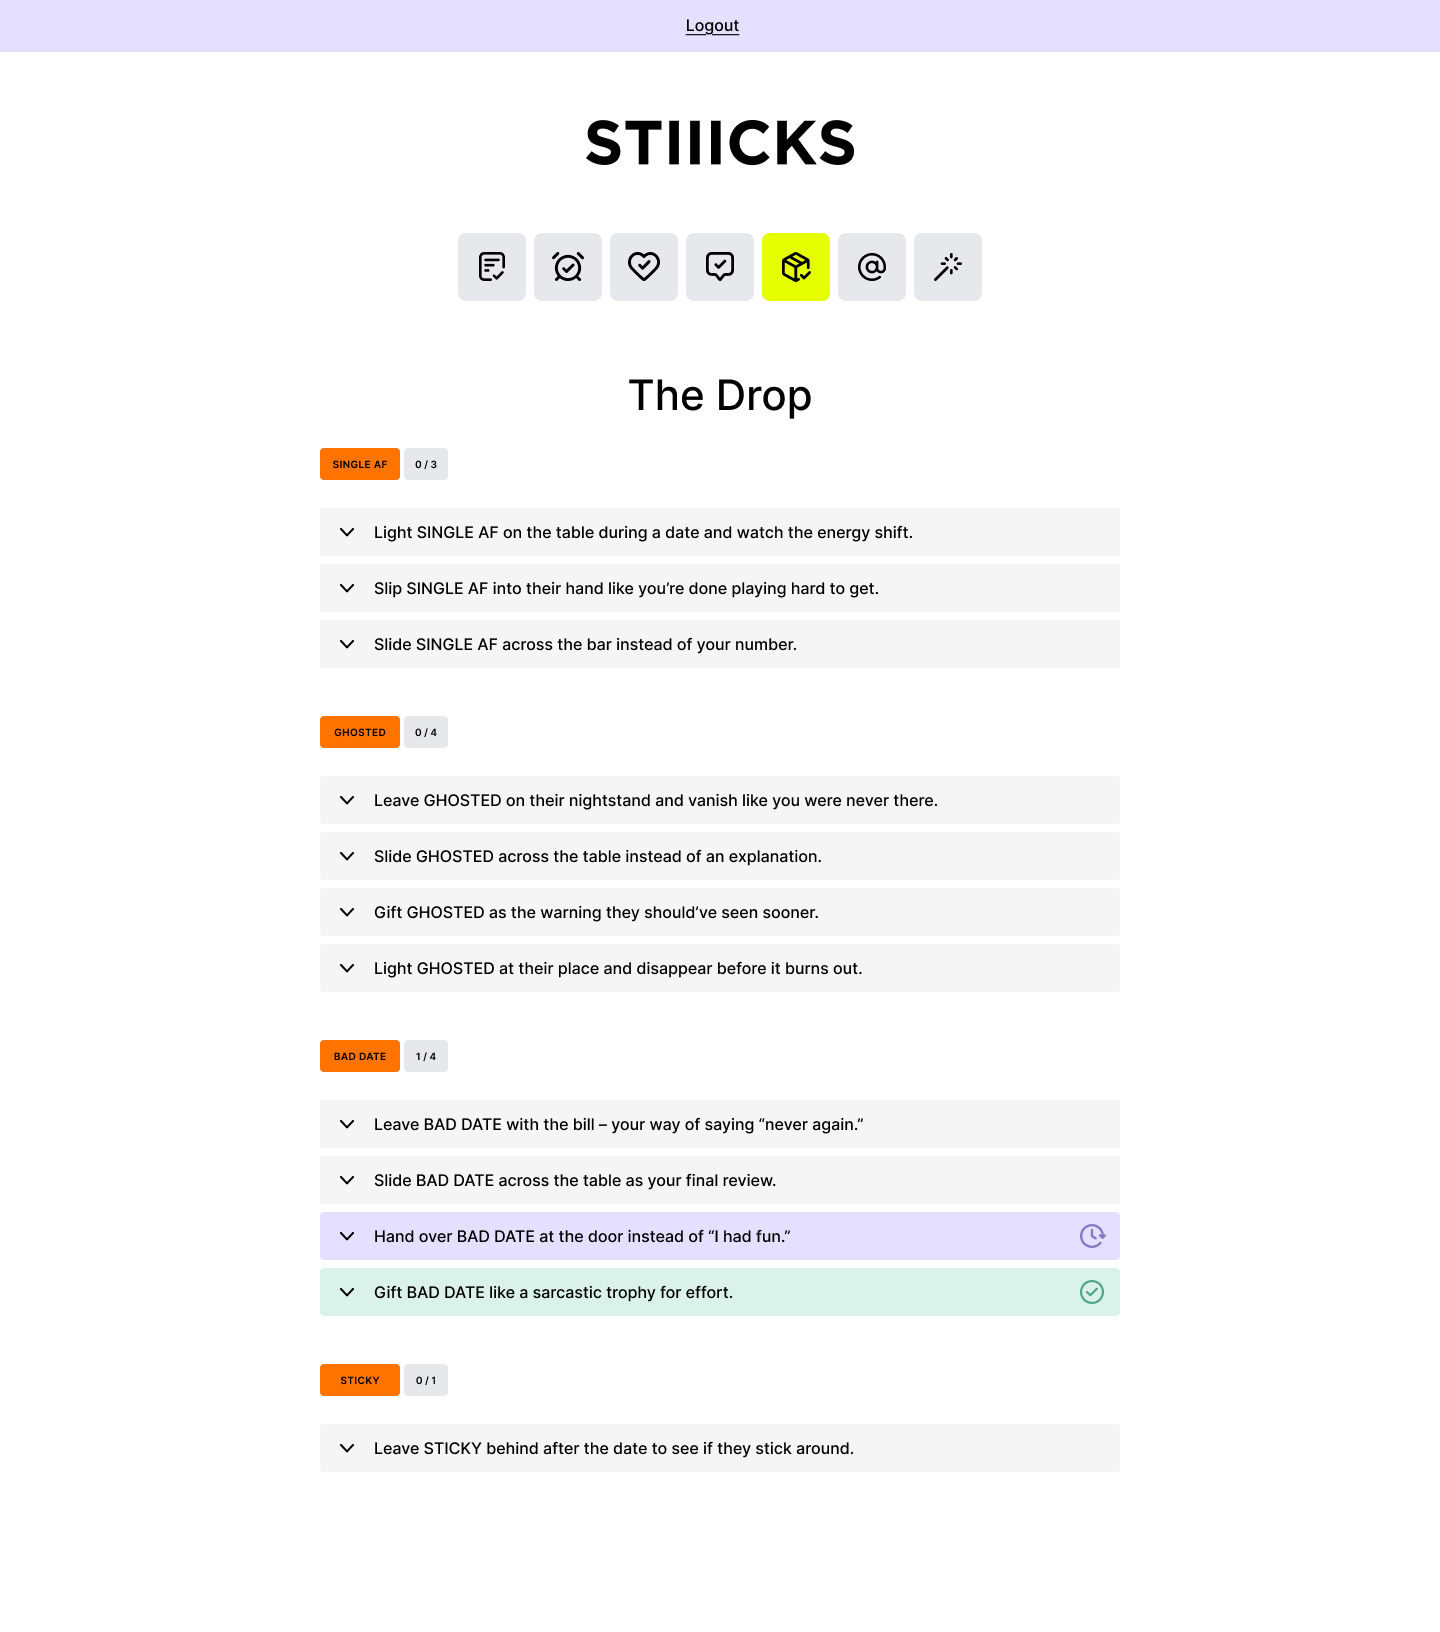 Logout
STIIICKS
The Drop
SINGLE AF 0 / 3
Light SINGLE AF on the table during a date and watch the energy shift.
Slip SINGLE AF into their hand like you’re done playing hard to get.
Slide SINGLE AF across the bar instead of your number.
GHOSTED 0 / 4
Leave GHOSTED on their nightstand and vanish like you were never there.
Slide GHOSTED across the table instead of an explanation.
Gift GHOSTED as the warning they should’ve seen sooner.
Light GHOSTED at their place and disappear before it burns out.
BAD DATE 1 / 4
Leave BAD DATE with the bill – your way of saying “never again.”
Slide BAD DATE across the table as your final review.
Hand over BAD DATE at the door instead of “I had fun.”
Gift BAD DATE like a sarcastic trophy for effort.
STICKY 0 / 1
Leave STICKY behind after the date to see if they stick around.